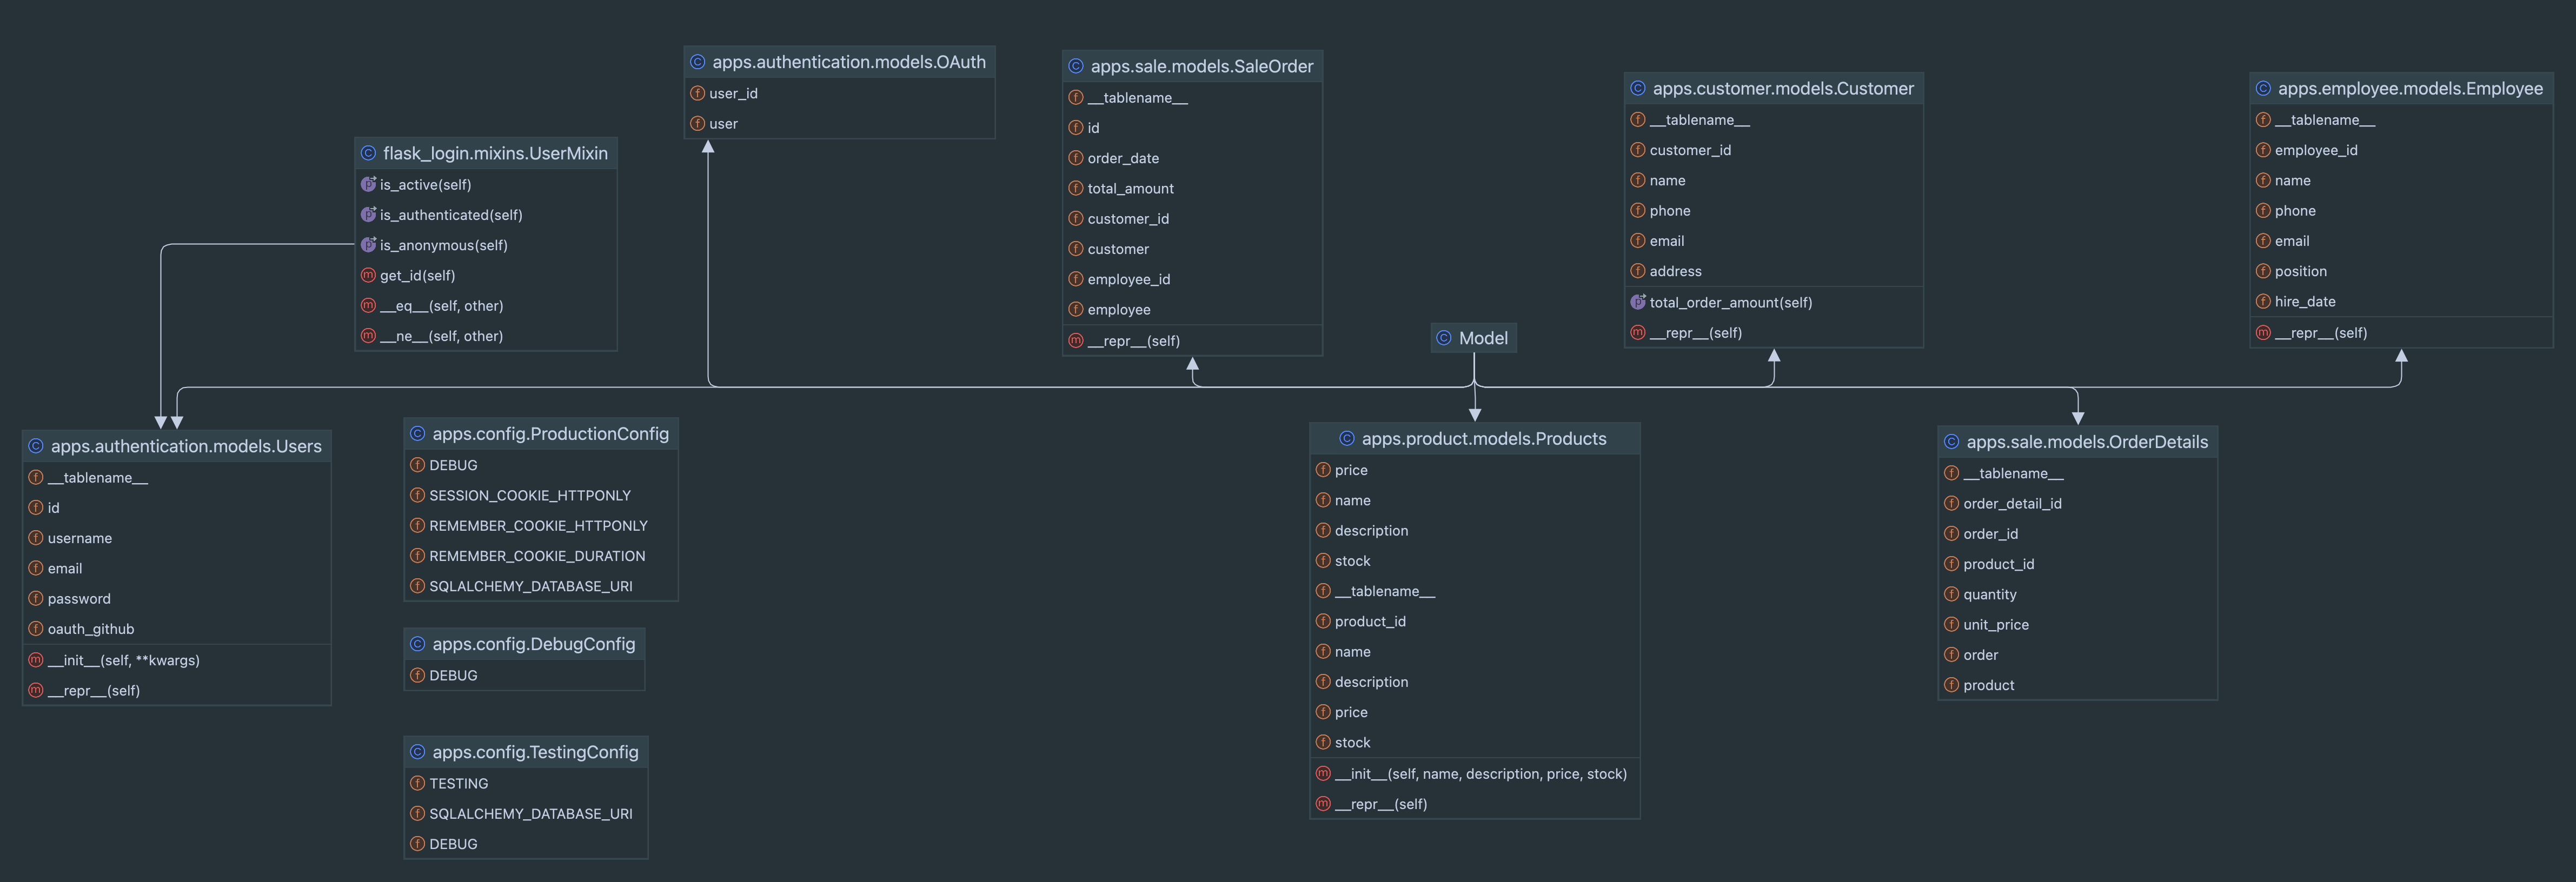 apps.authentication.models.OAuth
user_id
user
apps.sale.models.SaleOrder
__tablename__
id
order_date
total_amount
customer_id
customer
employee_id
employee
__repr__(self)
apps.customer.models.Customer
__tablename__
customer_id
name
phone
email
address
total_order_amount(self)
__repr__(self)
apps.employee.models.Employee
__tablename__
employee_id
name
phone
email
position
hire_date
__repr__(self)
flask_login.mixins.UserMixin
is_active(self)
is_authenticated(self)
is_anonymous(self)
get_id(self)
__eq__(self, other)
__ne__(self, other)
Model
apps.authentication.models.Users
__tablename__
id
username
email
password
oauth_github
__init__(self, **kwargs)
__repr__(self)
apps.config.ProductionConfig
DEBUG
SESSION_COOKIE_HTTPONLY
REMEMBER_COOKIE_HTTPONLY
REMEMBER_COOKIE_DURATION
SQLALCHEMY_DATABASE_URI
apps.config.DebugConfig
DEBUG
apps.config.TestingConfig
TESTING
SQLALCHEMY_DATABASE_URI
DEBUG
apps.product.models.Products
price
name
description
stock
__tablename__
product_id
name
description
price
stock
__init__(self, name, description, price, stock)
__repr__(self)
apps.sale.models.OrderDetails
__tablename__
order_detail_id
order_id
product_id
quantity
unit_price
order
product